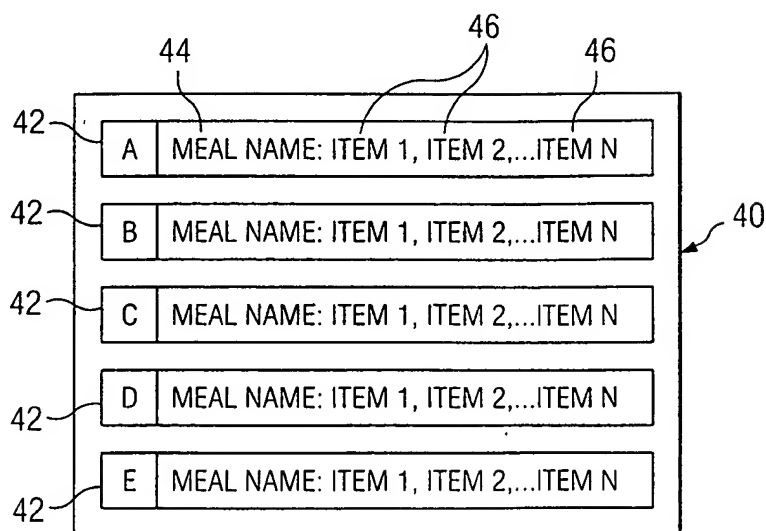 44 46 46
42 A MEAL NAME: ITEM 1, ITEM 2,...ITEM N
42 B MEAL NAME: ITEM 1, ITEM 2,...ITEM N
40
42 C MEAL NAME: ITEM 1, ITEM 2,...ITEM N
42 D MEAL NAME: ITEM 1, ITEM 2,...ITEM N
42 E MEAL NAME: ITEM 1, ITEM 2,...ITEM N